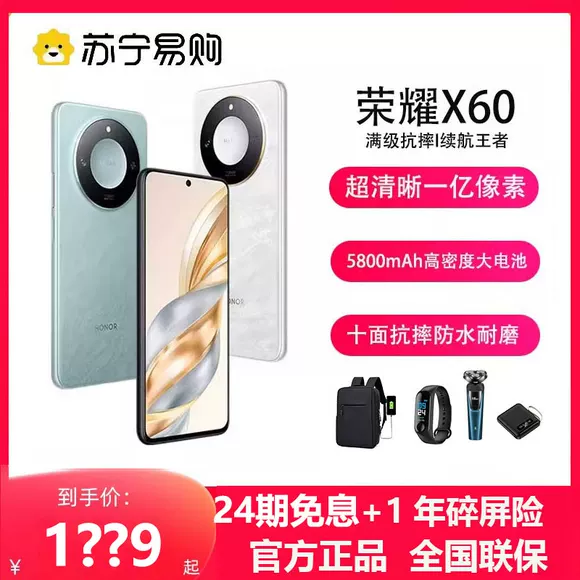 苏宁易购
荣耀X60
满级抗摔|续航王者
超清晰一亿像素
5800mAh高密度大电池
十面抗摔防水耐磨
HONOR
到手价:
¥ 1??9 起
24期免息+1 年碎屏险
官方正品 全国联保